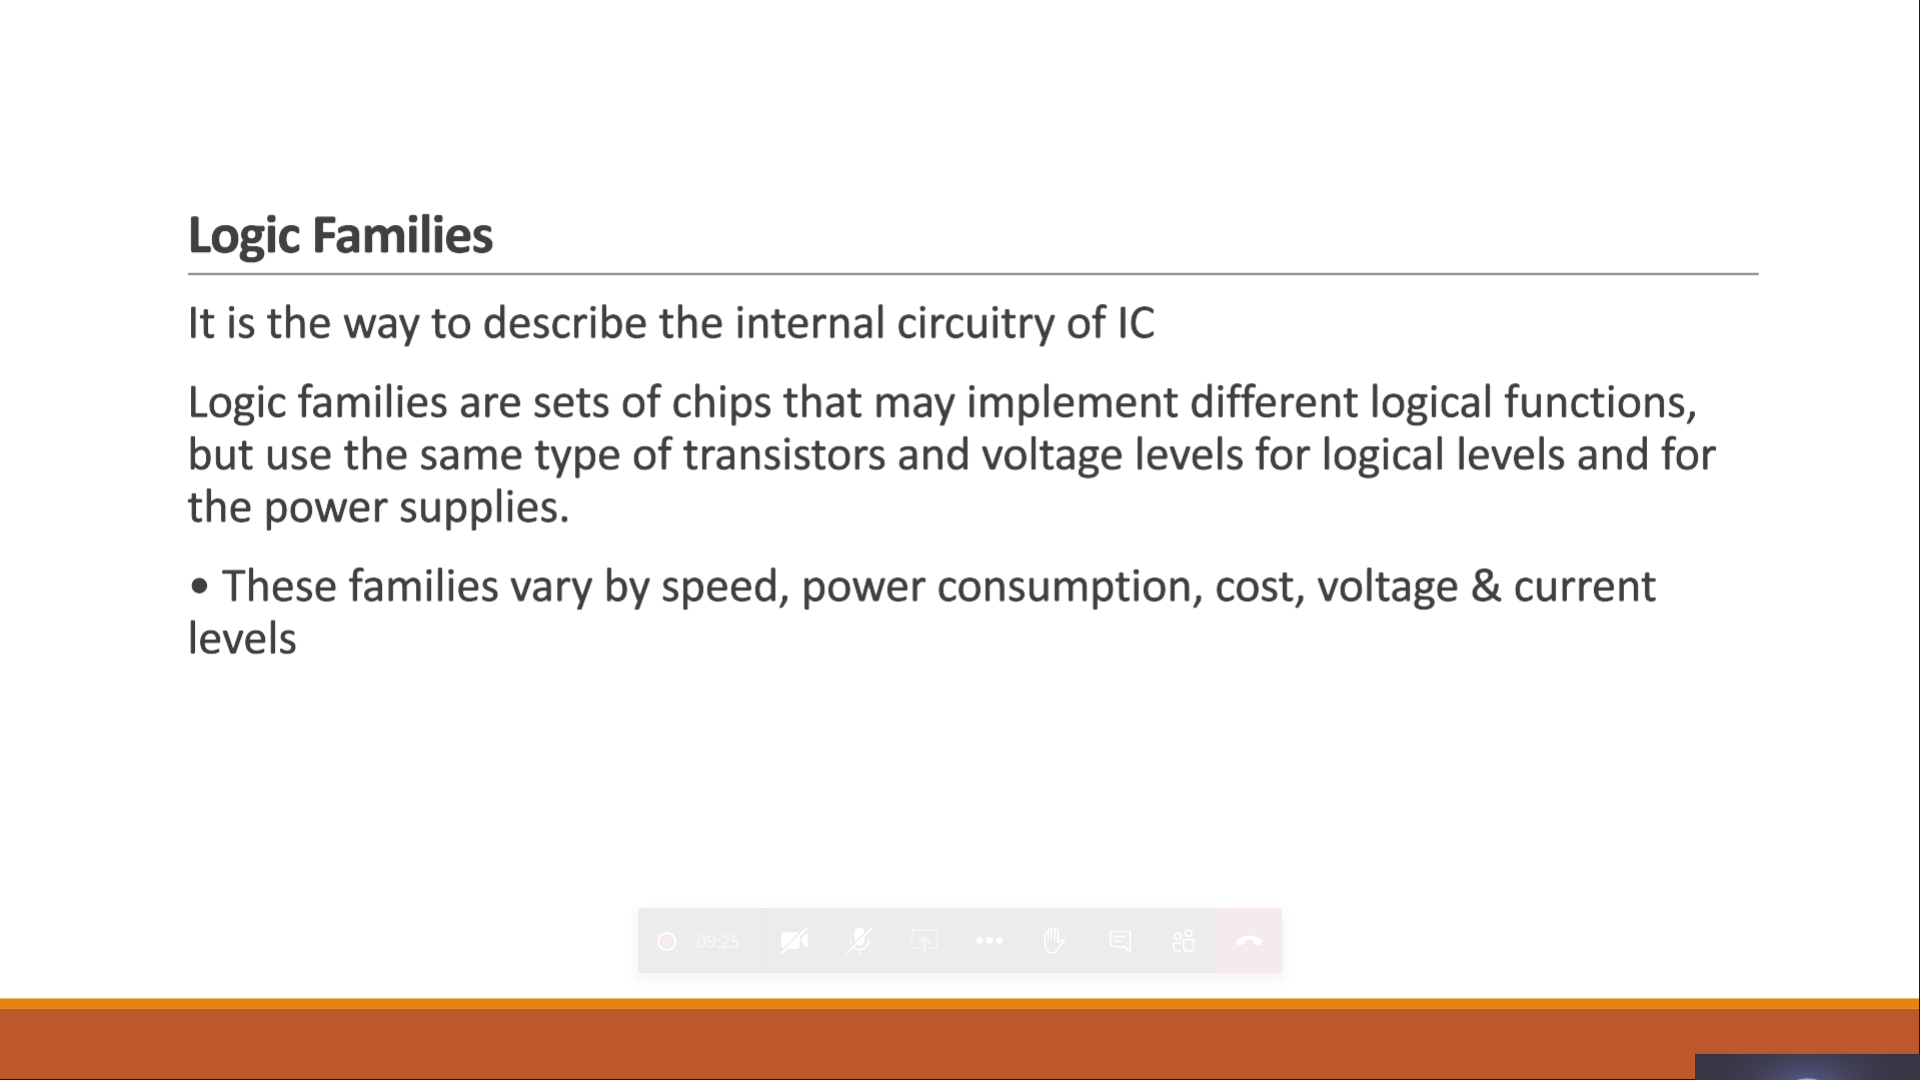 Logic Families
It is the way to describe the internal circuitry of IC
Logic families are sets of chips that may implement different logical functions,
but use the same type of transistors and voltage levels for logical levels and for
the power supplies.
• These families vary by speed, power consumption, cost, voltage & current
levels
09:25